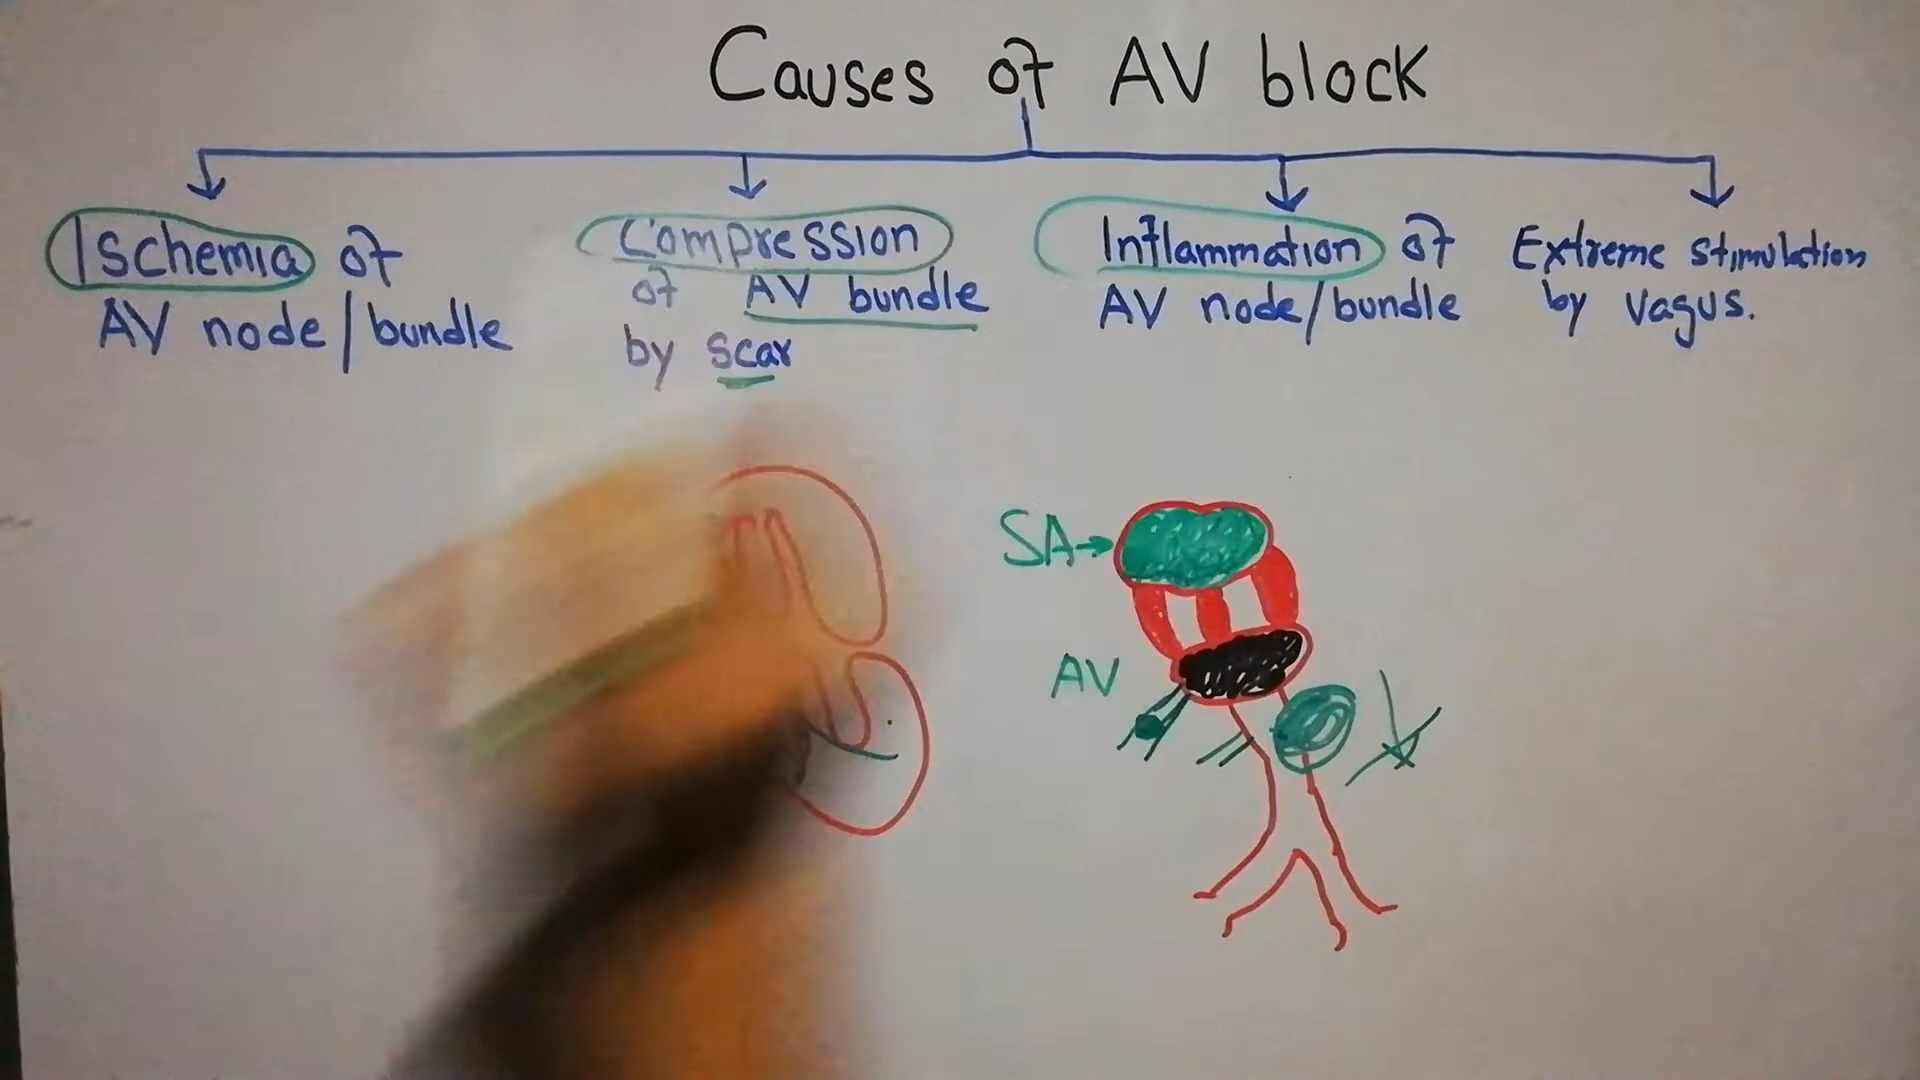 Causes of AV block
Ischemia of
AV node/bundle
Compression
of AV bundle
by scar
Inflammation of
AV node/bundle
Extreme stimulation
by vagus.
SA
AV